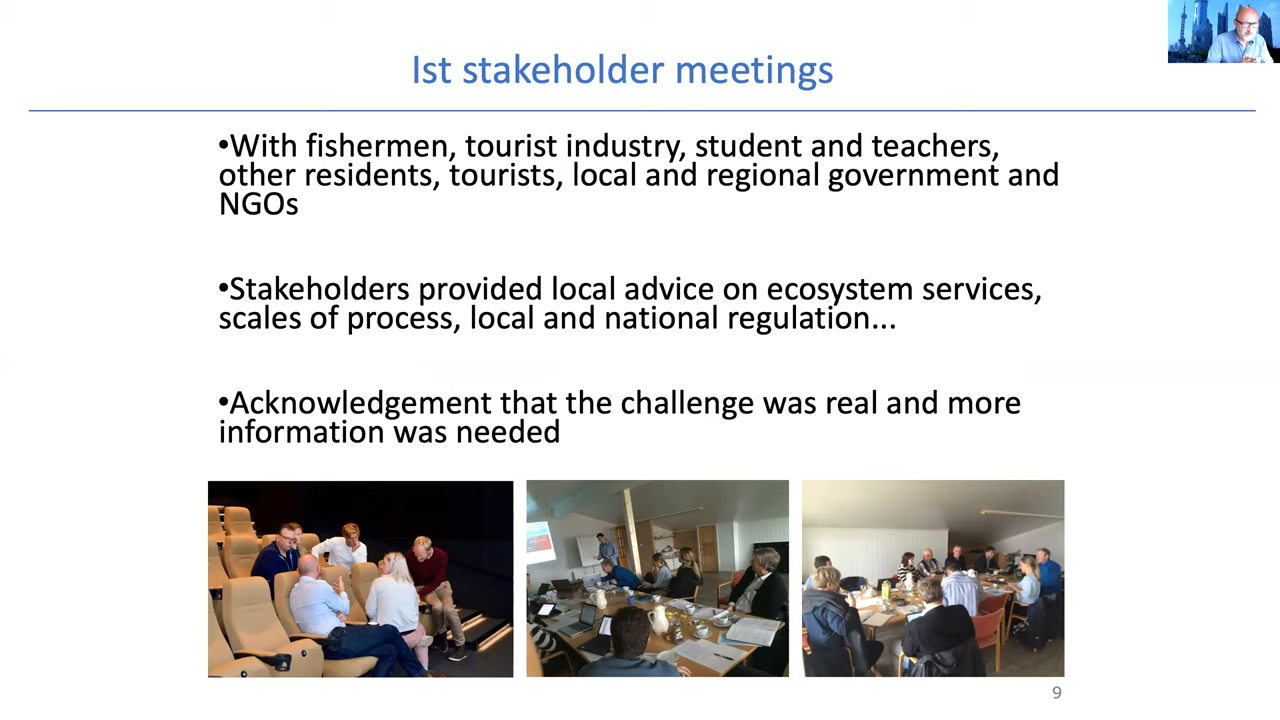 Ist stakeholder meetings
•With fishermen, tourist industry, student and teachers,
other residents, tourists, local and regional government and
NGOs
•Stakeholders provided local advice on ecosystem services,
scales of process, local and national regulation...
•Acknowledgement that the challenge was real and more
information was needed
9